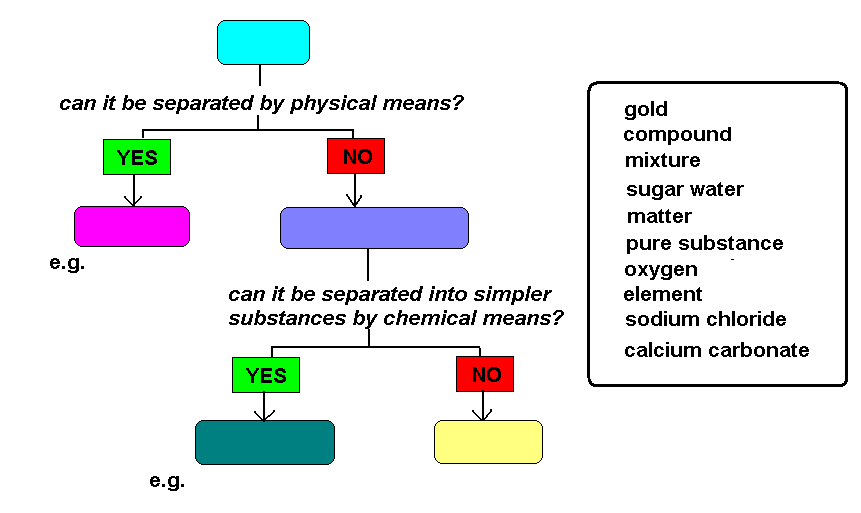 can it be separated by physical means?
YES
NO
e.g.
can it be separated into simpler
substances by chemical means?
YES
NO
e.g.
gold
compound
mixture
sugar water
matter
pure substance
oxygen
element
sodium chloride
calcium carbonate